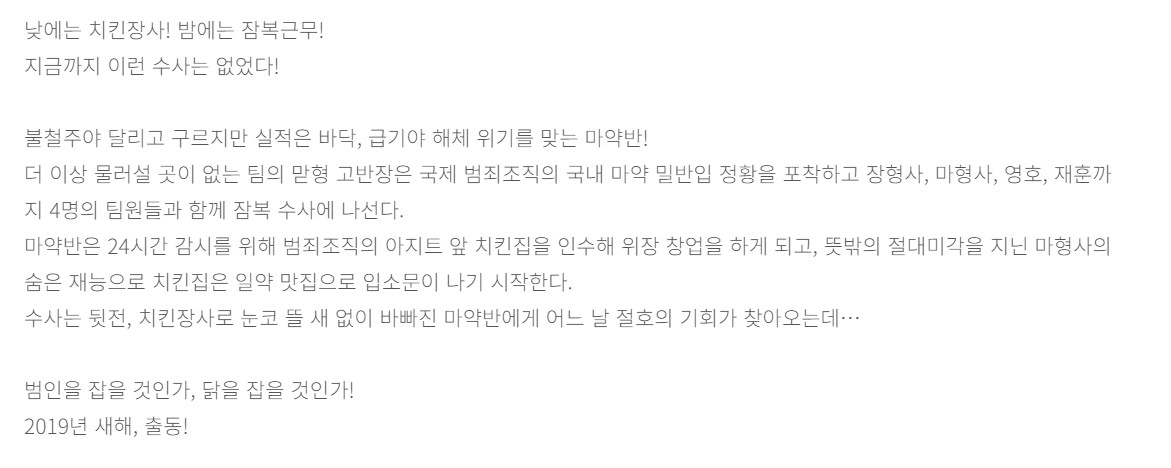 낮에는 치킨장사! 밤에는 잠복근무!
지금까지 이런 수사는 없었다!
불철주야 달리고 구르지만 실적은 바닥, 급기야 해체 위기를 맞는 마약반!
더 이상 물러설 곳이 없는 팀의 맏형 고반장은 국제 범죄조직의 국내 마약 밀반입 정황을 포착하고 장형사, 마형사, 영호, 재훈까
지 4명의 팀원들과 함께 잠복 수사에 나선다.
마약반은 24시간 감시를 위해 범죄조직의 아지트 앞 치킨집을 인수해 위장 창업을 하게 되고, 뜻밖의 절대미각을 지닌 마형사의
숨은 재능으로 치킨집은 일약 맛집으로 입소문이 나기 시작한다.
수사는 뒷전, 치킨장사로 눈코 뜰 새 없이 바빠진 마약반에게 어느 날 절호의 기회가 찾아오는데…
범인을 잡을 것인가, 닭을 잡을 것인가!
2019년 새해, 출동!